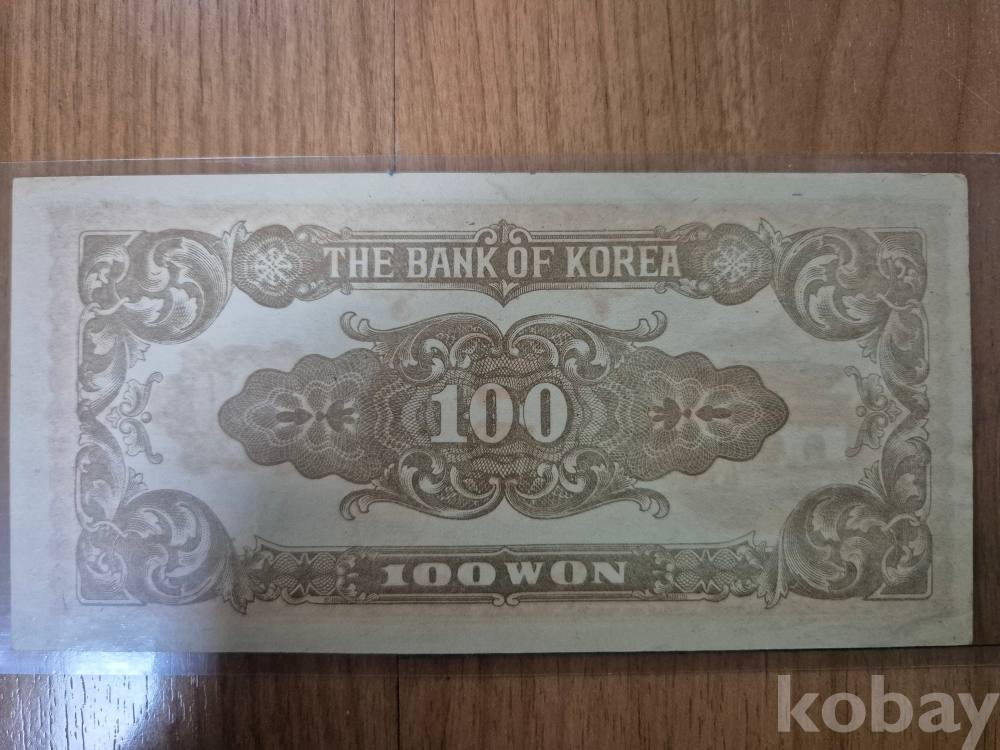 THE BANK OF KOREA
100
100 WON
kobay